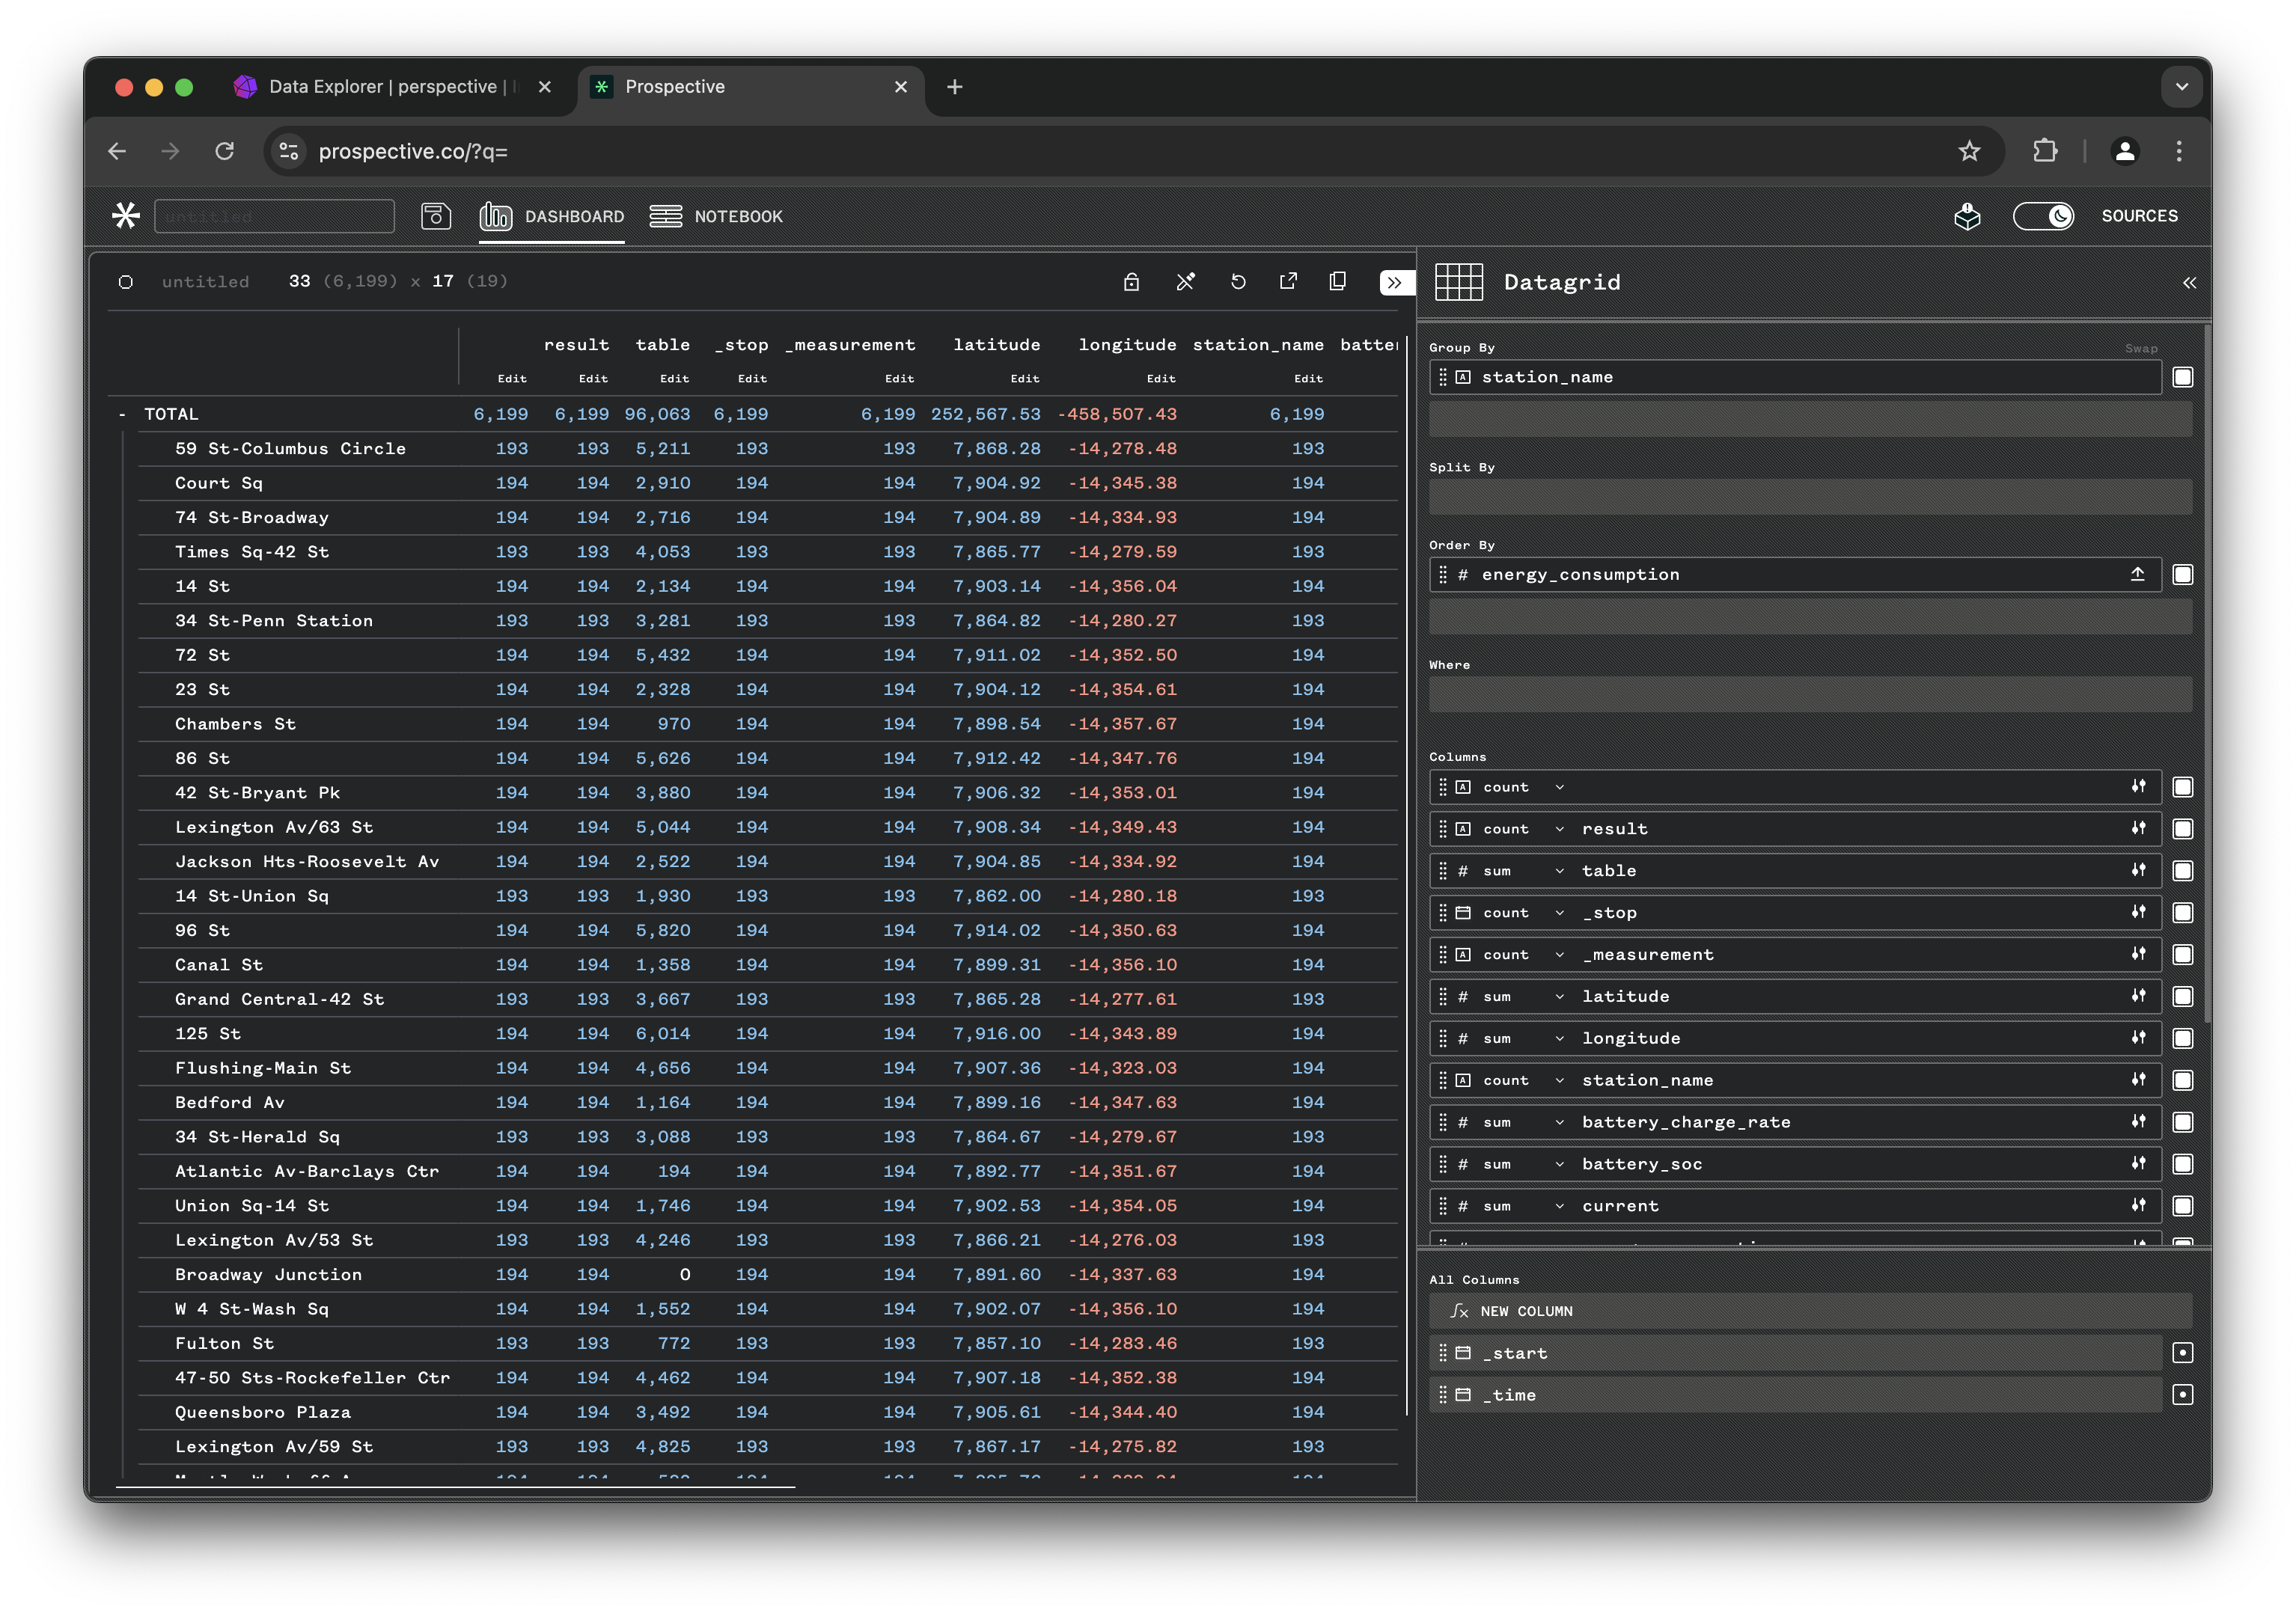 Data Explorer | perspective |
Prospective
prospective.co/?q=
untitled
DASHBOARD
NOTEBOOK
SOURCES
untitled 33 (6,199) x 17 (19)
result table _stop _measurement latitude longitude station_name batter
Edit Edit Edit Edit Edit Edit Edit Edit
- TOTAL 6,199 6,199 96,063 6,199 6,199 252,567.53 -458,507.43 6,199
59 St-Columbus Circle 193 193 5,211 193 193 7,868.28 -14,278.48 193
Court Sq 194 194 2,910 194 194 7,904.92 -14,345.38 194
74 St-Broadway 194 194 2,716 194 194 7,904.89 -14,334.93 194
Times Sq-42 St 193 193 4,053 193 193 7,865.77 -14,279.59 193
14 St 194 194 2,134 194 194 7,903.14 -14,356.04 194
34 St-Penn Station 193 193 3,281 193 193 7,864.82 -14,280.27 193
72 St 194 194 5,432 194 194 7,911.02 -14,352.50 194
23 St 194 194 2,328 194 194 7,904.12 -14,354.61 194
Chambers St 194 194 970 194 194 7,898.54 -14,357.67 194
86 St 194 194 5,626 194 194 7,912.42 -14,347.76 194
42 St-Bryant Pk 194 194 3,880 194 194 7,906.32 -14,353.01 194
Lexington Av/63 St 194 194 5,044 194 194 7,908.34 -14,349.43 194
Jackson Hts-Roosevelt Av 194 194 2,522 194 194 7,904.85 -14,334.92 194
14 St-Union Sq 193 193 1,930 193 193 7,862.00 -14,280.18 193
96 St 194 194 5,820 194 194 7,914.02 -14,350.63 194
Canal St 194 194 1,358 194 194 7,899.31 -14,356.10 194
Grand Central-42 St 193 193 3,667 193 193 7,865.28 -14,277.61 193
125 St 194 194 6,014 194 194 7,916.00 -14,343.89 194
Flushing-Main St 194 194 4,656 194 194 7,907.36 -14,323.03 194
Bedford Av 194 194 1,164 194 194 7,899.16 -14,347.63 194
34 St-Herald Sq 193 193 3,088 193 193 7,864.67 -14,279.67 193
Atlantic Av-Barclays Ctr 194 194 194 194 194 7,892.77 -14,351.67 194
Union Sq-14 St 194 194 1,746 194 194 7,902.53 -14,354.05 194
Lexington Av/53 St 193 193 4,246 193 193 7,866.21 -14,276.03 193
Broadway Junction 194 194 0 194 194 7,891.60 -14,337.63 194
W 4 St-Wash Sq 194 194 1,552 194 194 7,902.07 -14,356.10 194
Fulton St 193 193 772 193 193 7,857.10 -14,283.46 193
47-50 Sts-Rockefeller Ctr 194 194 4,462 194 194 7,907.18 -14,352.38 194
Queensboro Plaza 194 194 3,492 194 194 7,905.61 -14,344.40 194
Lexington Av/59 St 193 193 4,825 193 193 7,867.17 -14,275.82 193
Datagrid
Group By
Swap
A station_name
Split By
Order By
# energy_consumption
Where
Columns
A count
A count result
# sum table
count _stop
A count _measurement
# sum latitude
# sum longitude
A count station_name
# sum battery_charge_rate
# sum battery_soc
# sum current
All Columns
NEW COLUMN
_start
_time